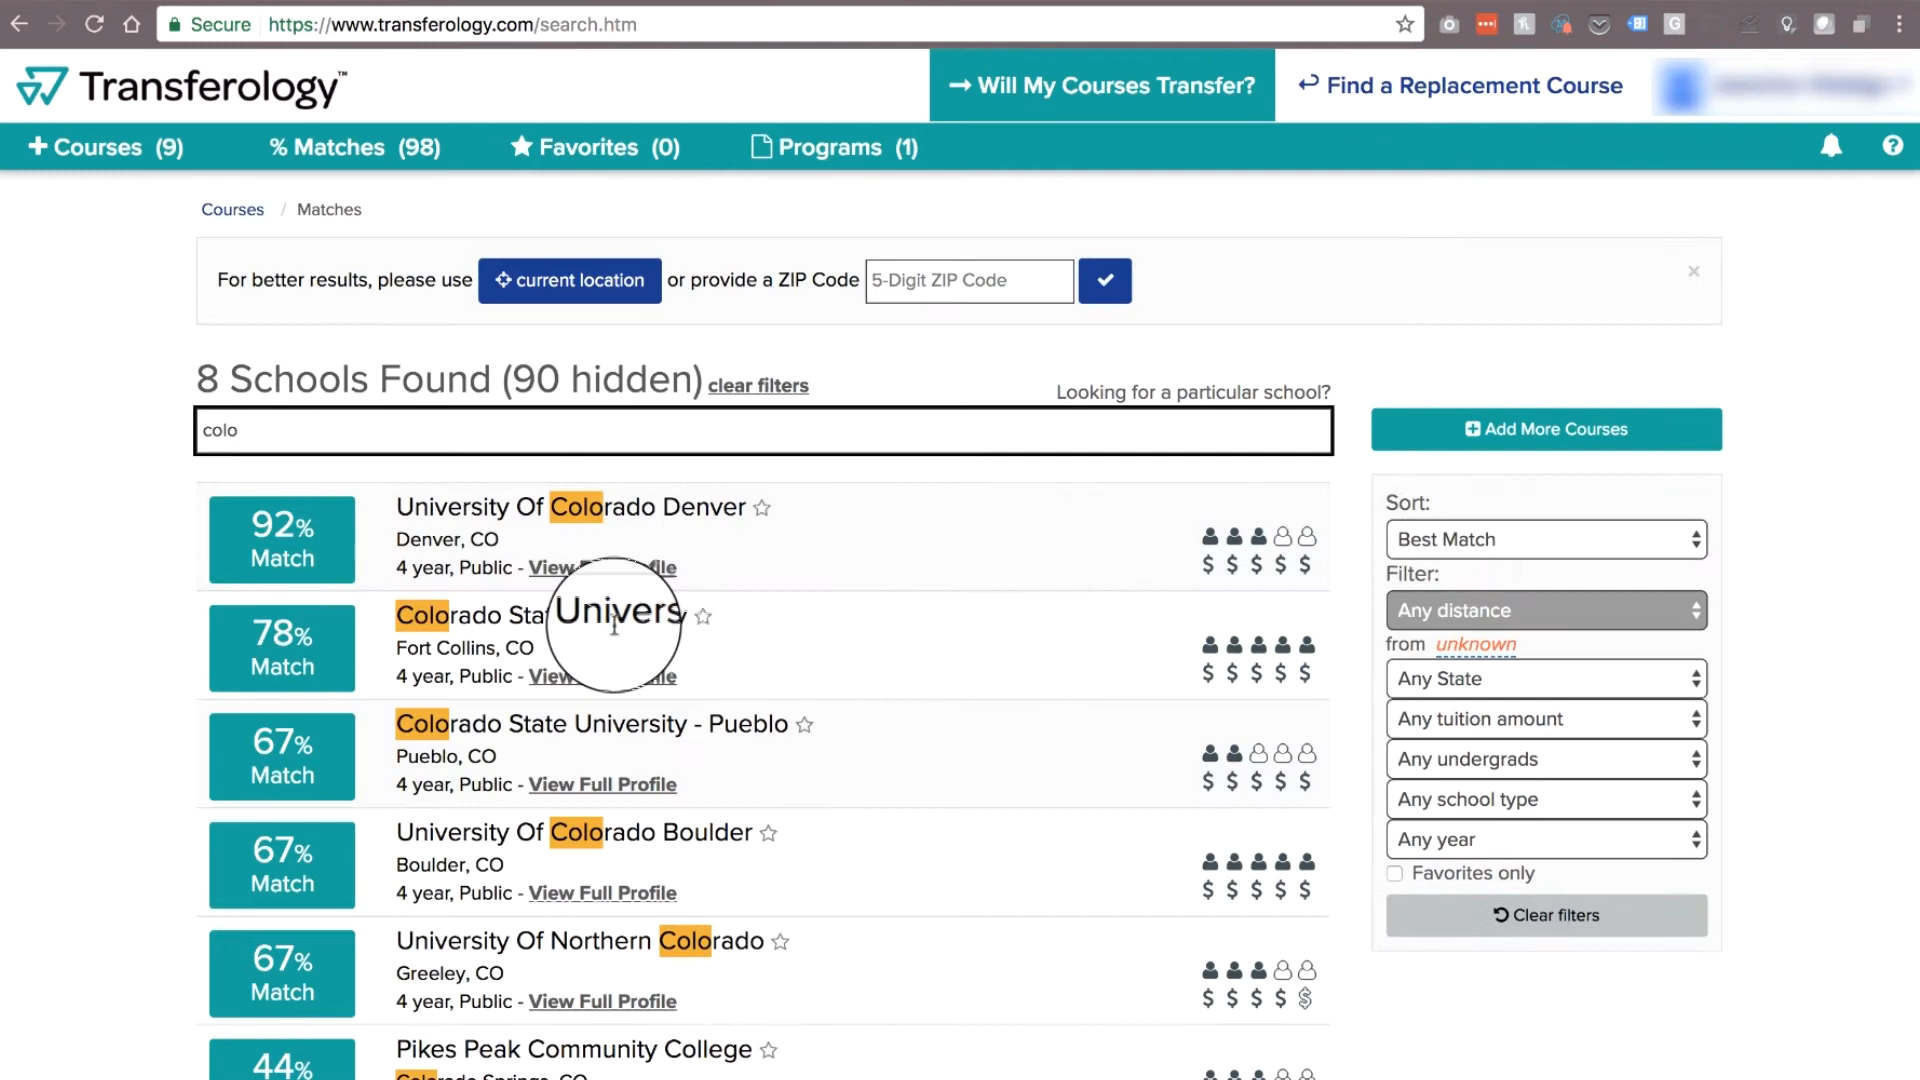 Secure https://www.transferology.com/search.htm
Transferology™
→ Will My Courses Transfer?
Find a Replacement Course
+ Courses (9)
% Matches (98)
★ Favorites (0)
Programs (1)
Courses / Matches
For better results, please use current location or provide a ZIP Code 5-Digit ZIP Code
×
8 Schools Found (90 hidden) clear filters
Looking for a particular school?
colo
92% Match
University Of Colorado Denver
Denver, CO
4 year, Public - View
$ $ $ $ $
78% Match
Colorado
Fort Collins, CO
4 year, Public -
$ $ $ $ $
67% Match
Colorado State University - Pueblo
Pueblo, CO
4 year, Public - View Full Profile
$ $ $ $ $
67% Match
University Of Colorado Boulder
Boulder, CO
4 year, Public - View Full Profile
$ $ $ $ $
67% Match
University Of Northern Colorado
Greeley, CO
4 year, Public - View Full Profile
$ $ $ $ $
44%
Pikes Peak Community College
Add More Courses
Sort:
Best Match
Filter:
Any distance
from unknown
Any State
Any tuition amount
Any undergrads
Any school type
Any year
Favorites only
Clear filters